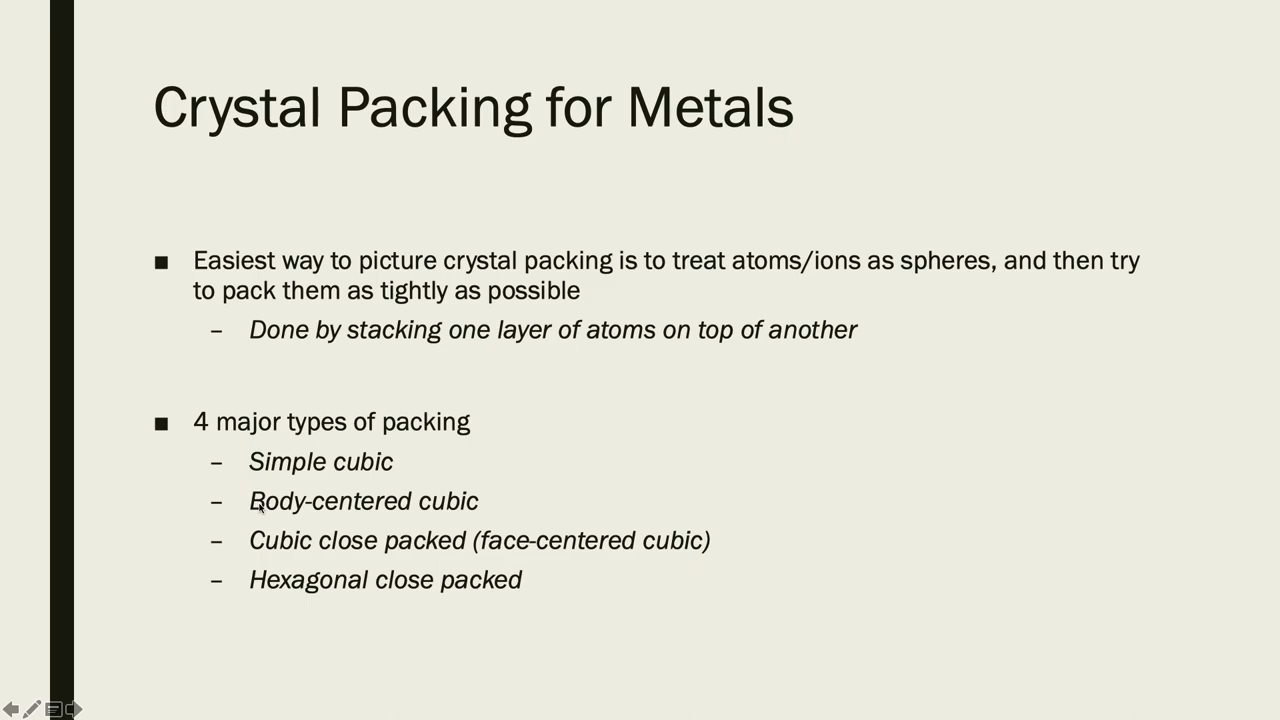 Crystal Packing for Metals
■ Easiest way to picture crystal packing is to treat atoms/ions as spheres, and then try
to pack them as tightly as possible
– Done by stacking one layer of atoms on top of another
■ 4 major types of packing
– Simple cubic
– Body-centered cubic
– Cubic close packed (face-centered cubic)
– Hexagonal close packed